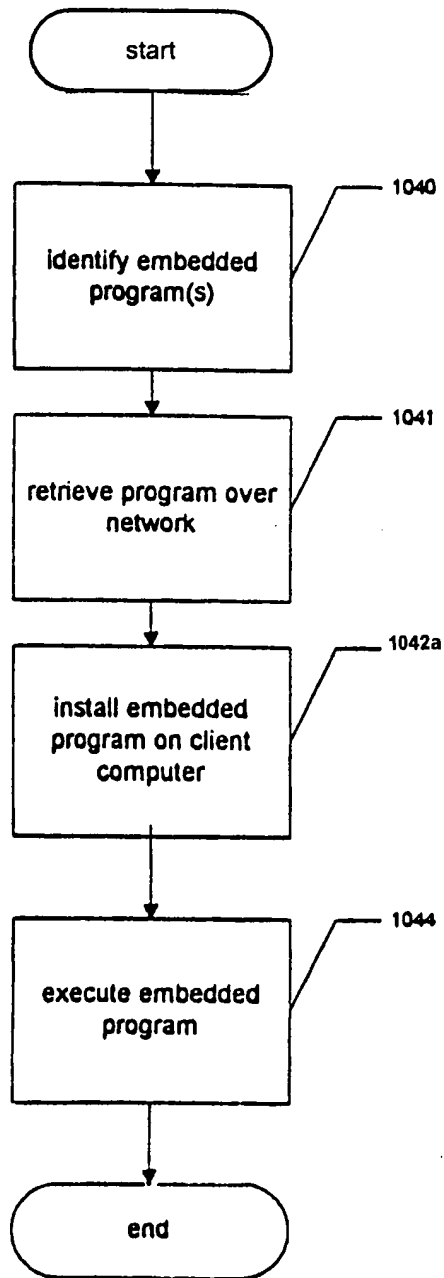 start
1040
identify embedded
program(s)
1041
retrieve program over
network
1042a
install embedded
program on client
computer
1044
execute embedded
program
end